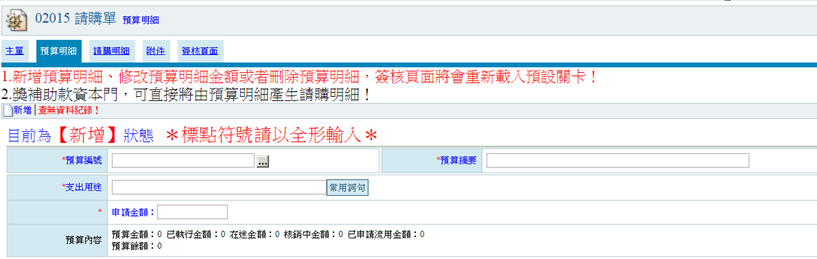 02015 請購單 預算明細
主單 預算明細 請購明細 附件 簽核頁面
1.新增預算明細、修改預算明細金額或者刪除預算明細，簽核頁面將會重新載入預設關卡！
2.獎補助款資本門，可直接將由預算明細產生請購明細！
新增 | 查無資料紀錄！
目前為【新增】狀態 ＊標點符號請以全形輸入＊
*預算編號 ... *預算摘要
*支出用途 常用詞句
* 申請金額：
預算內容 預算金額：0 已執行金額：0 在途金額：0 核銷中金額：0 已申請流用金額：0
預算餘額：0